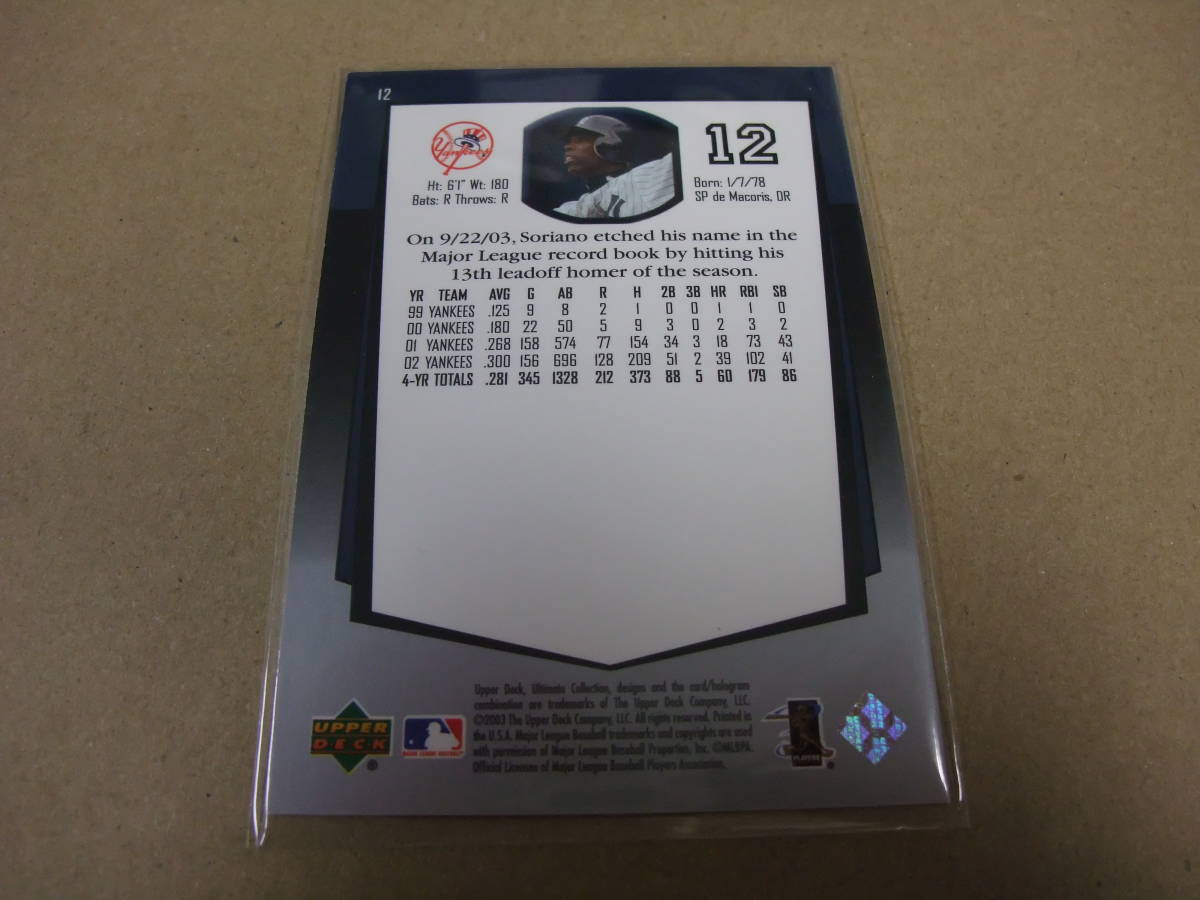 12
Yankees
12
Ht: 6'1" Wt: 180
Bats: R Throws: R
Born: 1/7/78
SP de Macoris, DR
On 9/22/03, Soriano etched his name in the
Major League record book by hitting his
13th leadoff homer of the season.
YR TEAM AVG G AB R H 2B 3B HR RBI SB
99 YANKEES .125 9 8 2 1 0 0 1 1 0
00 YANKEES .180 22 50 5 9 3 0 2 3 2
01 YANKEES .268 158 574 77 154 34 3 18 73 43
02 YANKEES .300 156 696 128 209 51 2 39 102 41
4-YR TOTALS .281 345 1328 212 373 88 5 60 179 86
Upper Deck, Ultimate Collection, designs and the card/hologram
combination are trademarks of The Upper Deck Company, LLC.
©2003 The Upper Deck Company, LLC. All rights reserved. Printed in
the U.S.A. Major League Baseball trademarks and copyrights are used
with permission of Major League Baseball Properties, Inc. ©MLBPA.
Official Licensee of Major League Baseball Players Association.
UPPER
DECK
®
MAJOR LEAGUE BASEBALL
PLAYERS